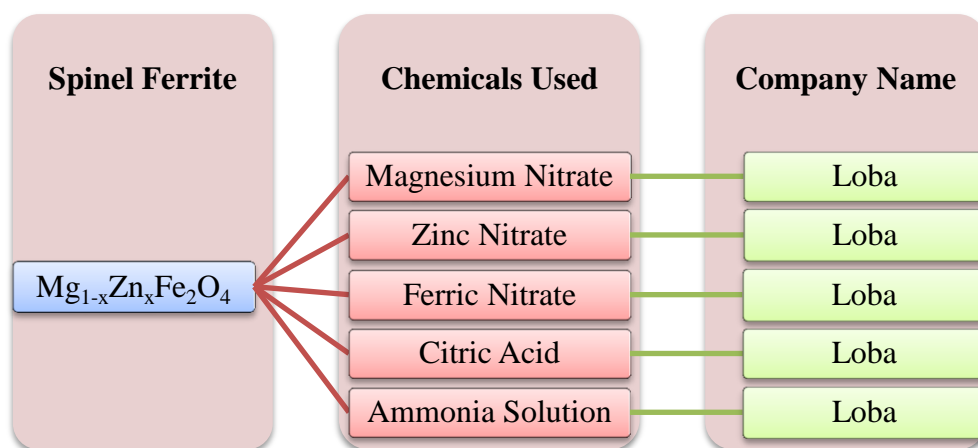 Spinel Ferrite
Chemicals Used
Company Name
Mg₁₋ₓZnₓFe₂O₄
Magnesium Nitrate
Loba
Zinc Nitrate
Loba
Ferric Nitrate
Loba
Citric Acid
Loba
Ammonia Solution
Loba